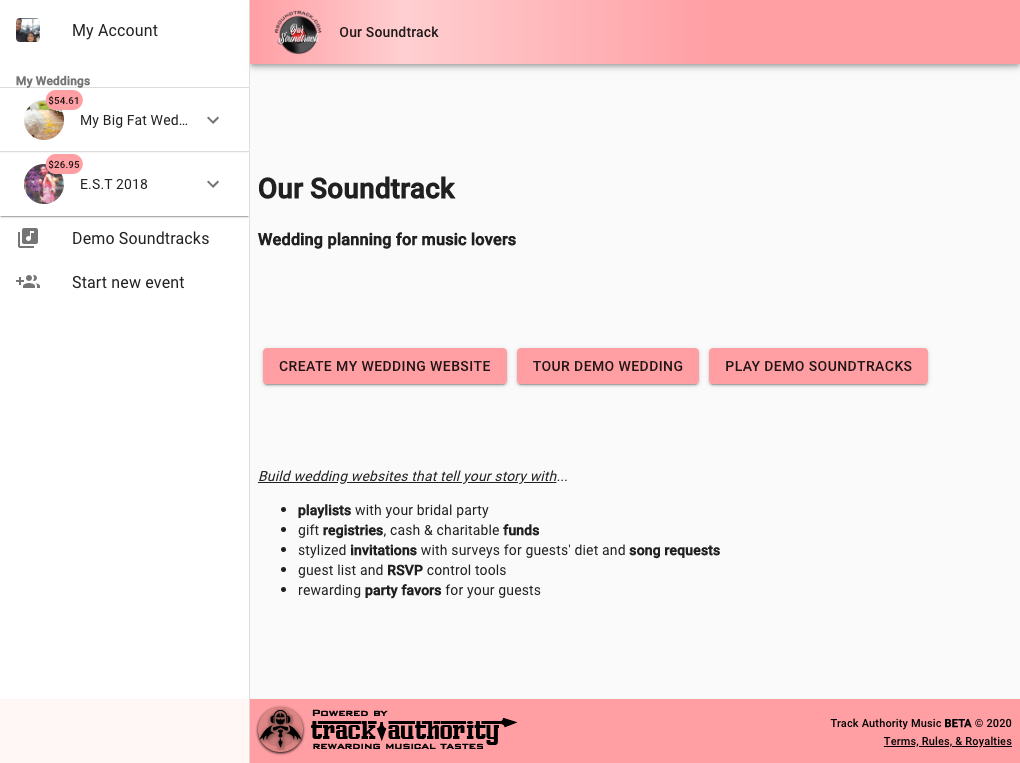 My Account
My Weddings
$54.61
My Big Fat Wed...
$26.95
E.S.T 2018
Demo Soundtracks
Start new event
RSOUNDTRACK.COM
Our
Soundtrack
Our Soundtrack
Our Soundtrack
Wedding planning for music lovers
CREATE MY WEDDING WEBSITE
TOUR DEMO WEDDING
PLAY DEMO SOUNDTRACKS
Build wedding websites that tell your story with...
playlists with your bridal party
gift registries, cash & charitable funds
stylized invitations with surveys for guests' diet and song requests
guest list and RSVP control tools
rewarding party favors for your guests
POWERED BY
track authority
REWARDING MUSICAL TASTES
Track Authority Music BETA © 2020
Terms, Rules, & Royalties